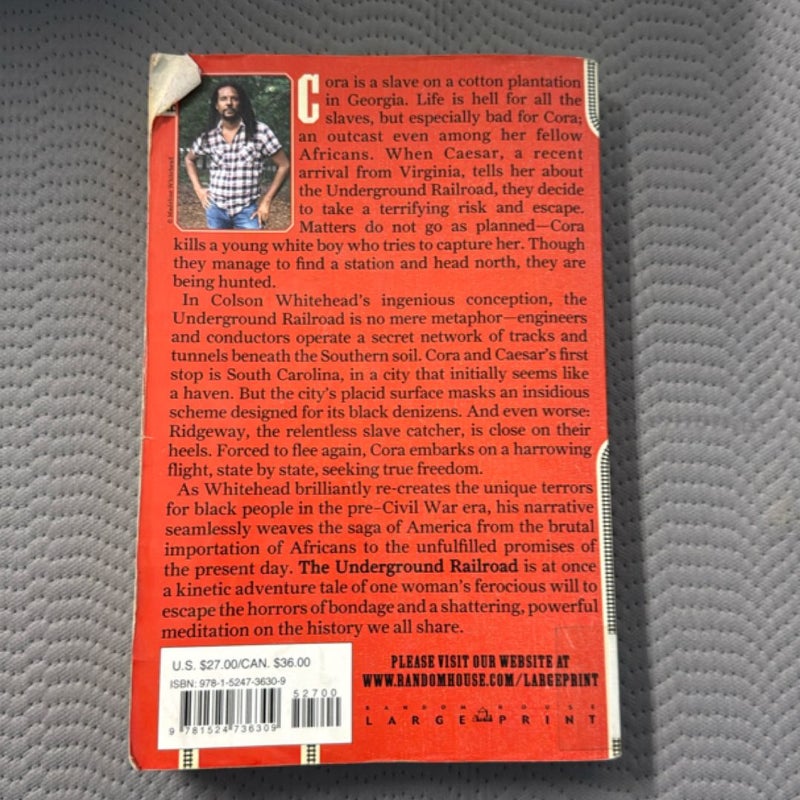 Cora is a slave on a cotton plantation
in Georgia. Life is hell for all the
slaves, but especially bad for Cora;
an outcast even among her fellow
Africans. When Caesar, a recent
arrival from Virginia, tells her about
the Underground Railroad, they decide
to take a terrifying risk and escape.
Matters do not go as planned—Cora
kills a young white boy who tries to capture her. Though
they manage to find a station and head north, they are
being hunted.
In Colson Whitehead's ingenious conception, the
Underground Railroad is no mere metaphor—engineers
and conductors operate a secret network of tracks and
tunnels beneath the Southern soil. Cora and Caesar's first
stop is South Carolina, in a city that initially seems like
a haven. But the city's placid surface masks an insidious
scheme designed for its black denizens. And even worse:
Ridgeway, the relentless slave catcher, is close on their
heels. Forced to flee again, Cora embarks on a harrowing
flight, state by state, seeking true freedom.
As Whitehead brilliantly re-creates the unique terrors
for black people in the pre–Civil War era, his narrative
seamlessly weaves the saga of America from the brutal
importation of Africans to the unfulfilled promises of
the present day. The Underground Railroad is at once
a kinetic adventure tale of one woman's ferocious will to
escape the horrors of bondage and a shattering, powerful
meditation on the history we all share.
© Madeline Whitehead
U.S. $27.00/CAN. $36.00
ISBN: 978-1-5247-3630-9
52700
9 781524 736309
PLEASE VISIT OUR WEBSITE AT
WWW.RANDOMHOUSE.COM/LARGEPRINT
RANDOM HOUSE
LARGE PRINT